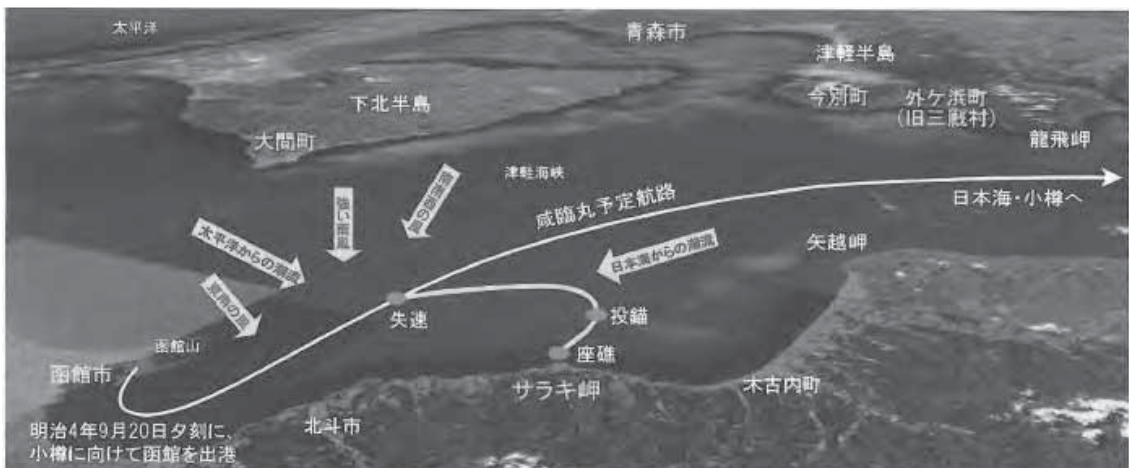 太平洋
青森市
津軽半島
下北半島
今別町
外ケ浜町
(旧三厩村)
大間町
龍飛岬
津軽海峡
南南西の風
強い南風
咸臨丸予定航路
日本海・小樽へ
太平洋からの潮流
日本海からの潮流
矢越岬
東南の風
失速
投錨
函館山
座礁
函館市
サラキ岬
木古内町
北斗市
明治4年9月20日夕刻に、
小樽に向けて函館を出港